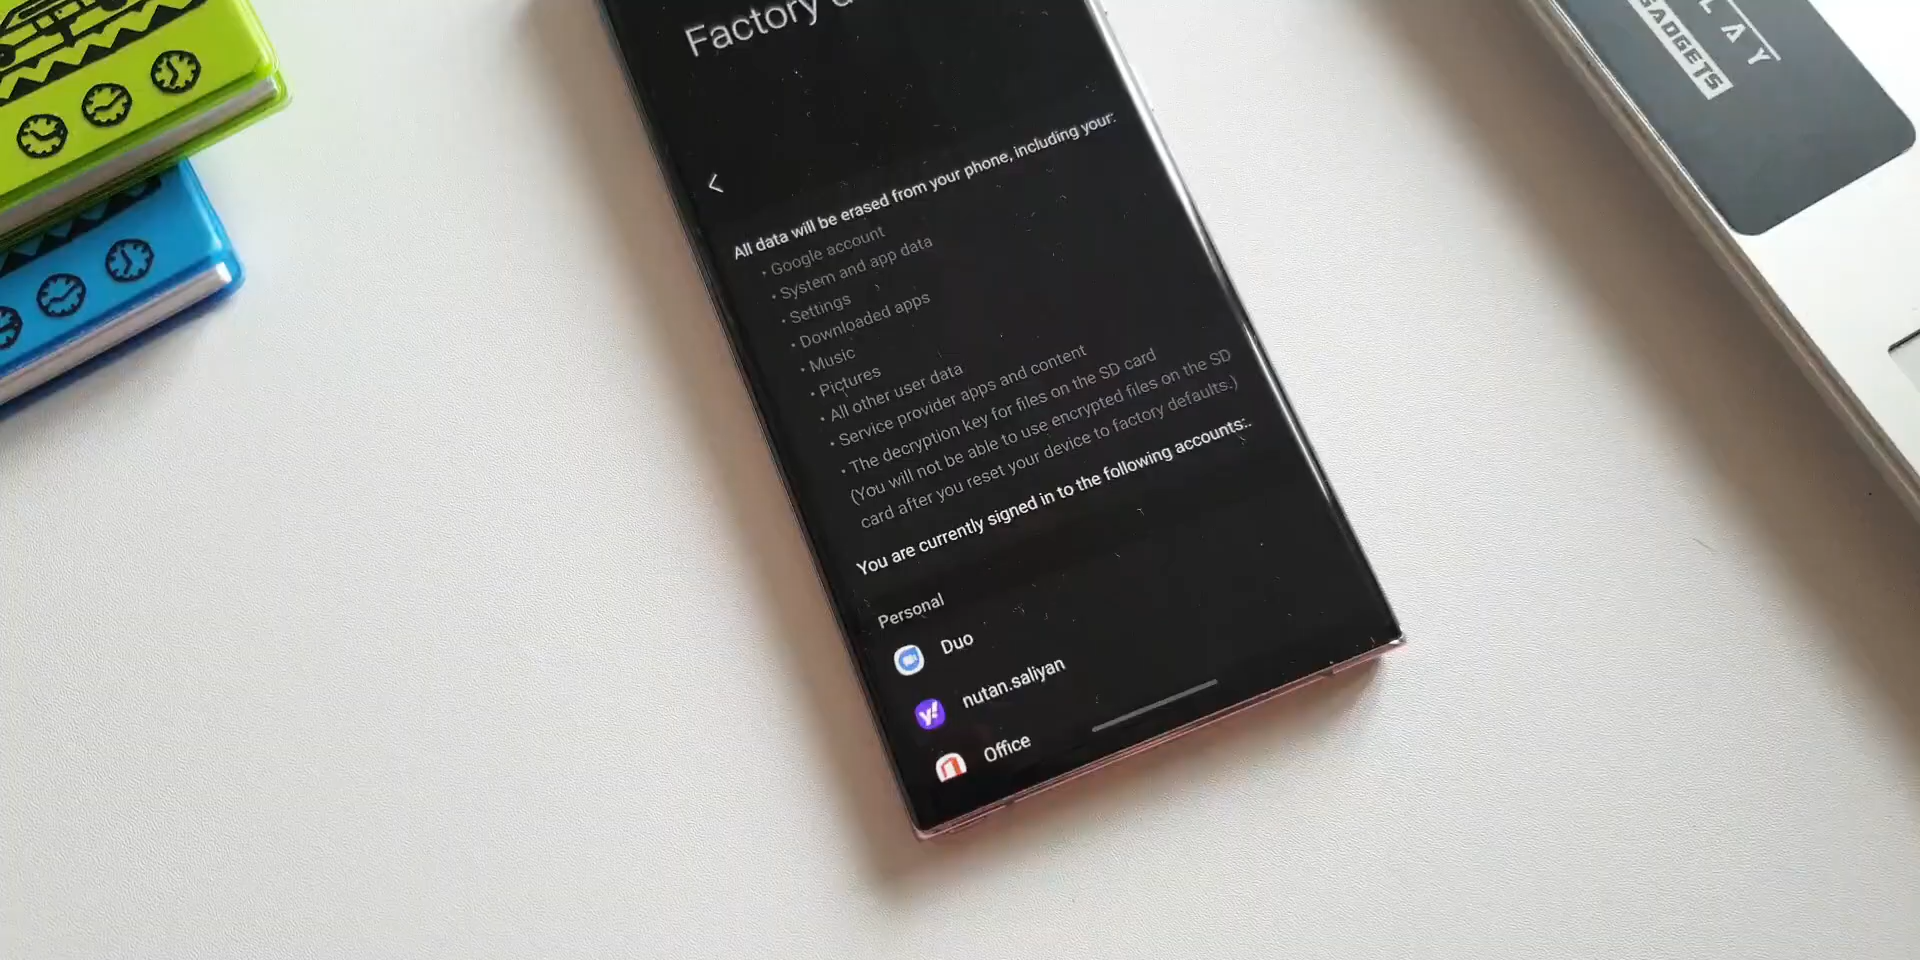 Factory
LAY
GADGETS
All data will be erased from your phone, including your:
• Google account
• System and app data
• Settings
• Downloaded apps
• Music
• Pictures
• All other user data
• Service provider apps and content
• The decryption key for files on the SD card
(You will not be able to use encrypted files on the SD
card after you reset your device to factory defaults.)
You are currently signed in to the following accounts:
Personal
Duo
y!
nutan.saliyan
Office